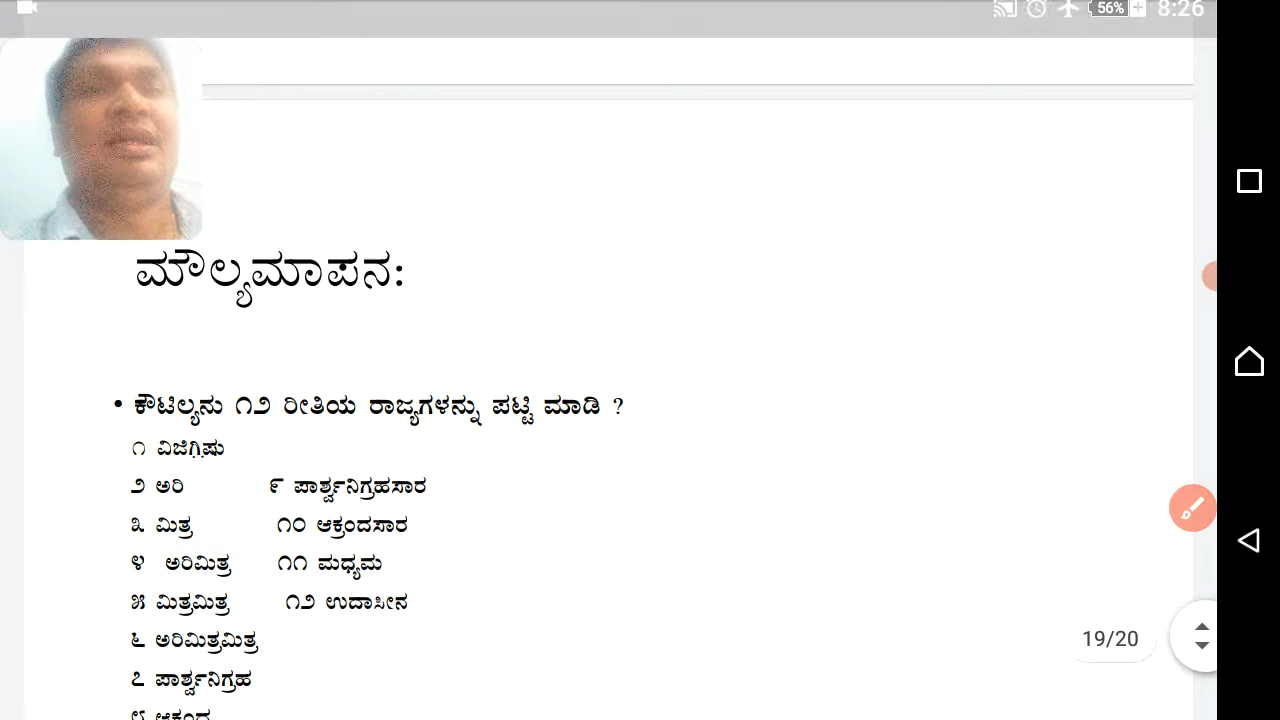 56% 8:26
ಮೌಲ್ಯಮಾಪನ:
• ಕೌಟಿಲ್ಯನು ೧೨ ರೀತಿಯ ರಾಜ್ಯಗಳನ್ನು ಪಟ್ಟಿ ಮಾಡಿ ?
೧ ವಿಜಿಗಿಷು
೨ ಅರಿ ೯ ಪಾರ್ಶ್ವನಿಗ್ರಹಸಾರ
೩ ಮಿತ್ರ ೧೦ ಆಕ್ರಂದಸಾರ
೪ ಅರಿಮಿತ್ರ ೧೧ ಮಧ್ಯಮ
೫ ಮಿತ್ರಮಿತ್ರ ೧೨ ಉದಾಸೀನ
೬ ಅರಿಮಿತ್ರಮಿತ್ರ
೭ ಪಾರ್ಶ್ವನಿಗ್ರಹ
19/20